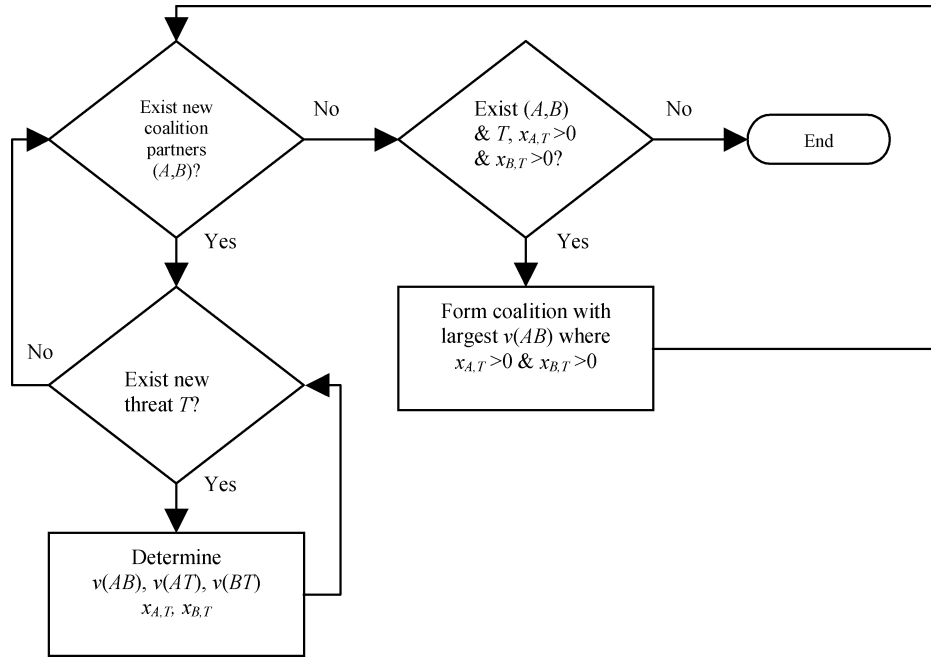 Exist new
coalition
partners
(A,B)?
No
Exist (A,B)
& T, x_{A,T} >0
& x_{B,T} >0?
No
End
Yes
Yes
Form coalition with
largest v(AB) where
x_{A,T} >0 & x_{B,T} >0
No
Exist new
threat T?
Yes
Determine
v(AB), v(AT), v(BT)
x_{A,T}, x_{B,T}